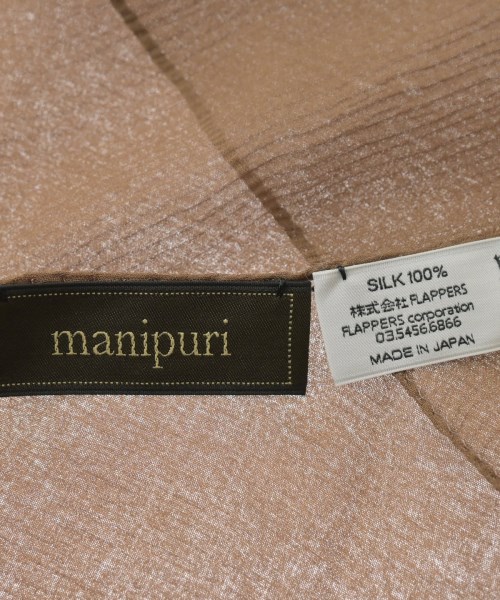 manipuri
SILK 100%
株式会社 FLAPPERS
FLAPPERS corporation
03.5456.6866
MADE IN JAPAN